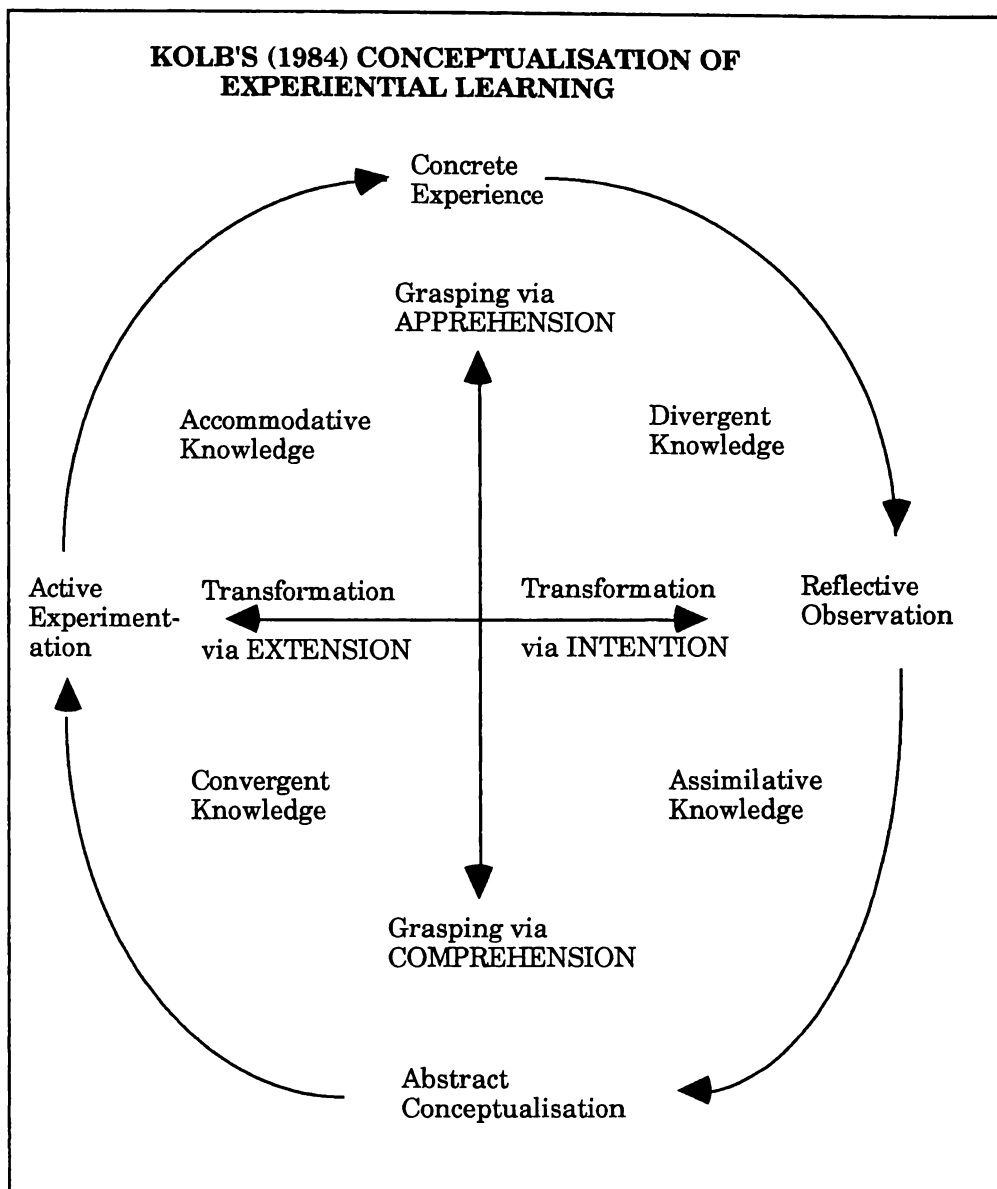 KOLB'S (1984) CONCEPTUALISATION OF
EXPERIENTIAL LEARNING
Concrete
Experience
Grasping via
APPREHENSION
Accommodative
Knowledge
Divergent
Knowledge
Active
Experiment-
ation
Transformation
via EXTENSION
Transformation
via INTENTION
Reflective
Observation
Convergent
Knowledge
Assimilative
Knowledge
Grasping via
COMPREHENSION
Abstract
Conceptualisation